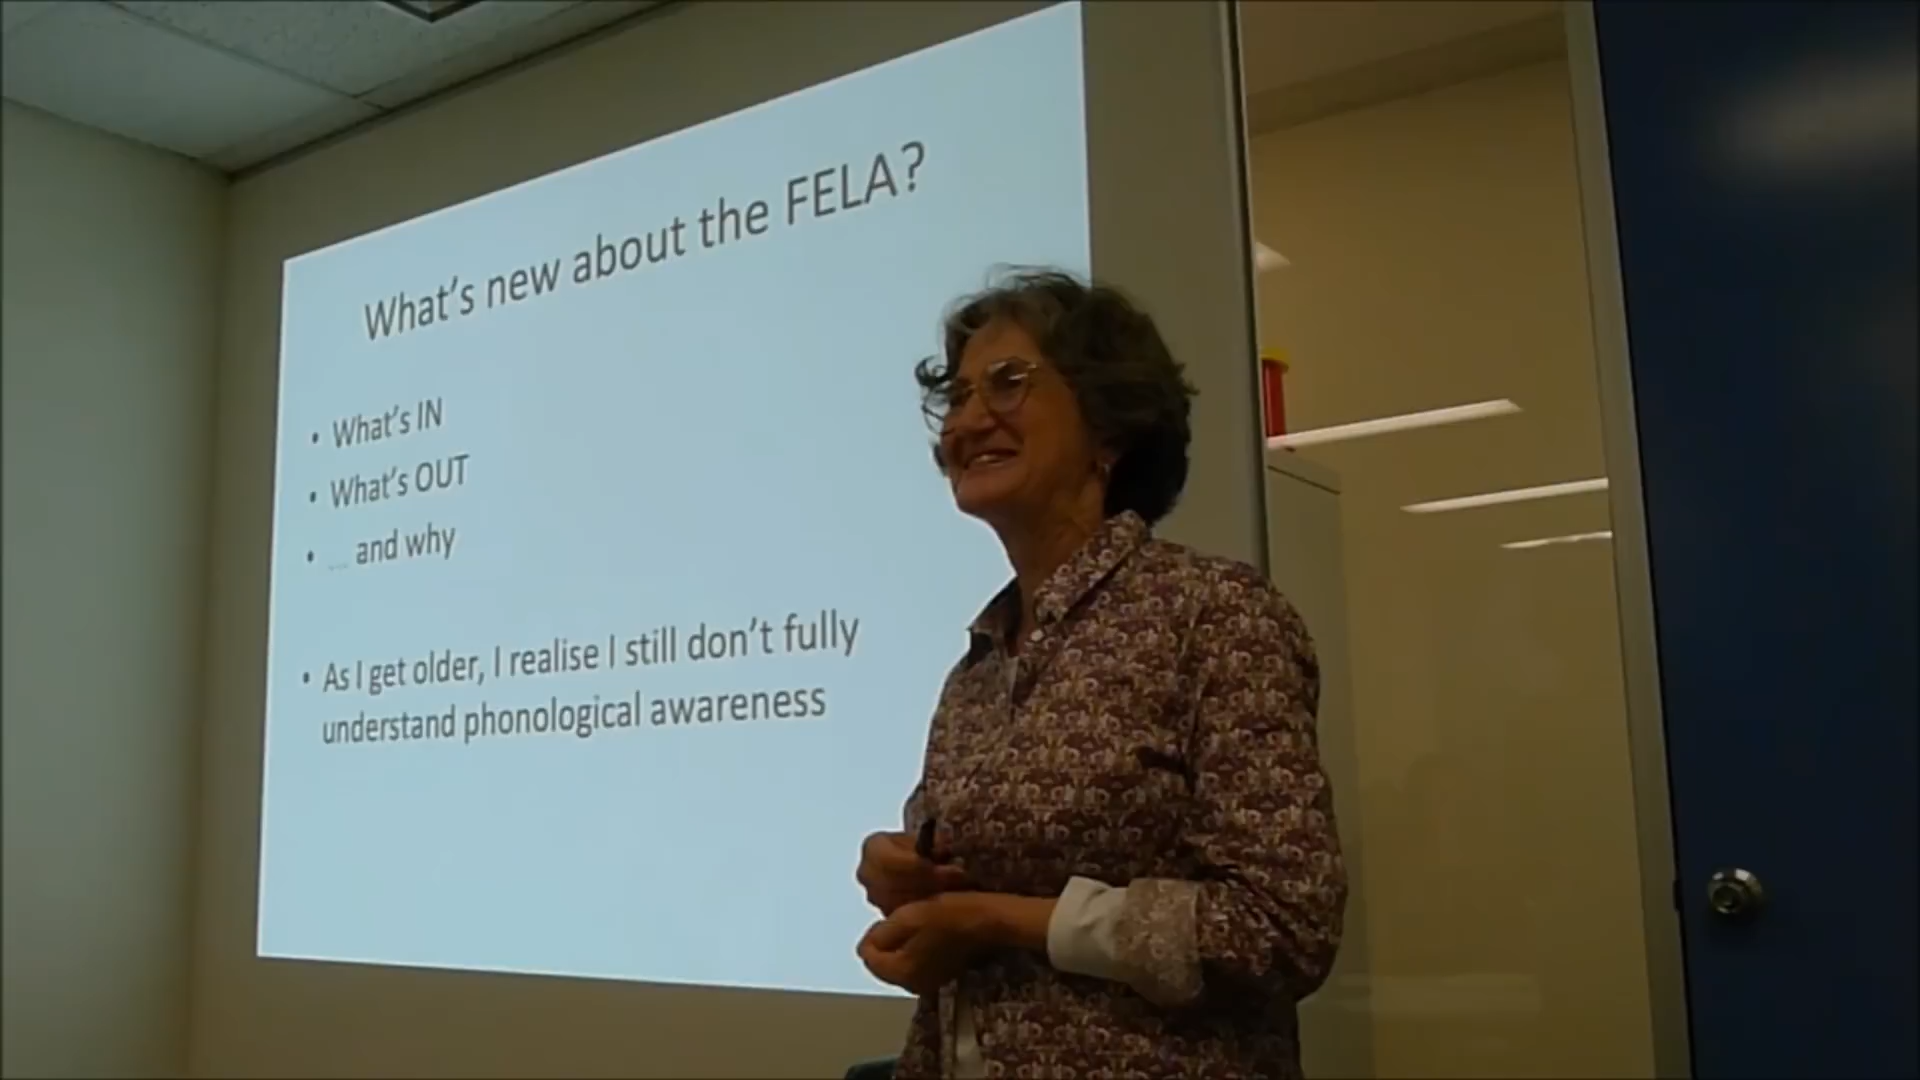 What's new about the FELA?
• What's IN
• What's OUT
• ... and why
• As I get older, I realise I still don't fully
understand phonological awareness